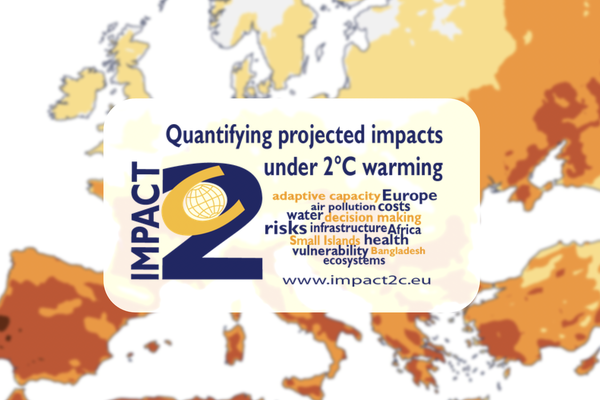 Quantifying projected impacts
under 2°C warming
IMPACT
2
adaptive capacity Europe
air pollution costs
water decision making
risks infrastructure Africa
Small Islands health
vulnerability Bangladesh
ecosystems
www.impact2c.eu